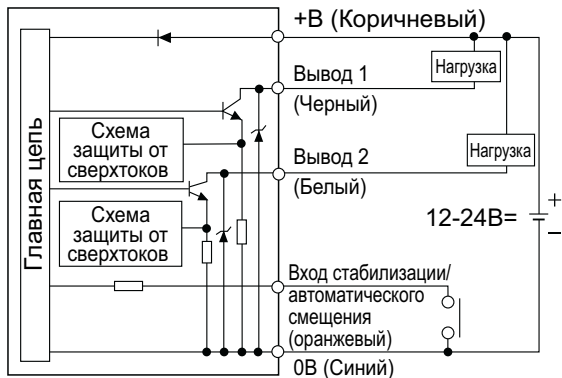 +В (Коричневый)
Нагрузка
Вывод 1
(Черный)
Схема
защиты от
сверхтоков
Вывод 2
(Белый)
Нагрузка
Главная цепь
Схема
защиты от
сверхтоков
12-24В=
+
−
Вход стабилизации/
автоматического
смещения
(оранжевый)
0В (Синий)